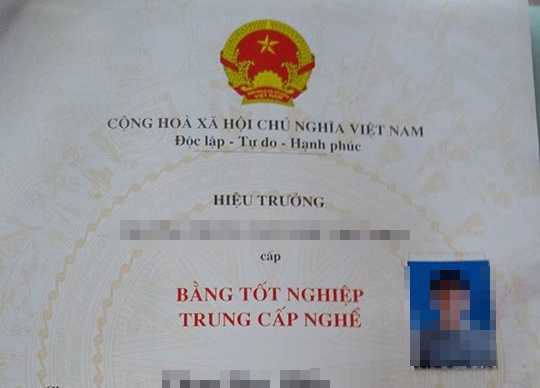 CỘNG HOÀ XÃ HỘI CHỦ NGHĨA VIỆT NAM
Độc lập - Tự do - Hạnh phúc
HIỆU TRƯỞNG
cấp
BẰNG TỐT NGHIỆP
TRUNG CẤP NGHỀ